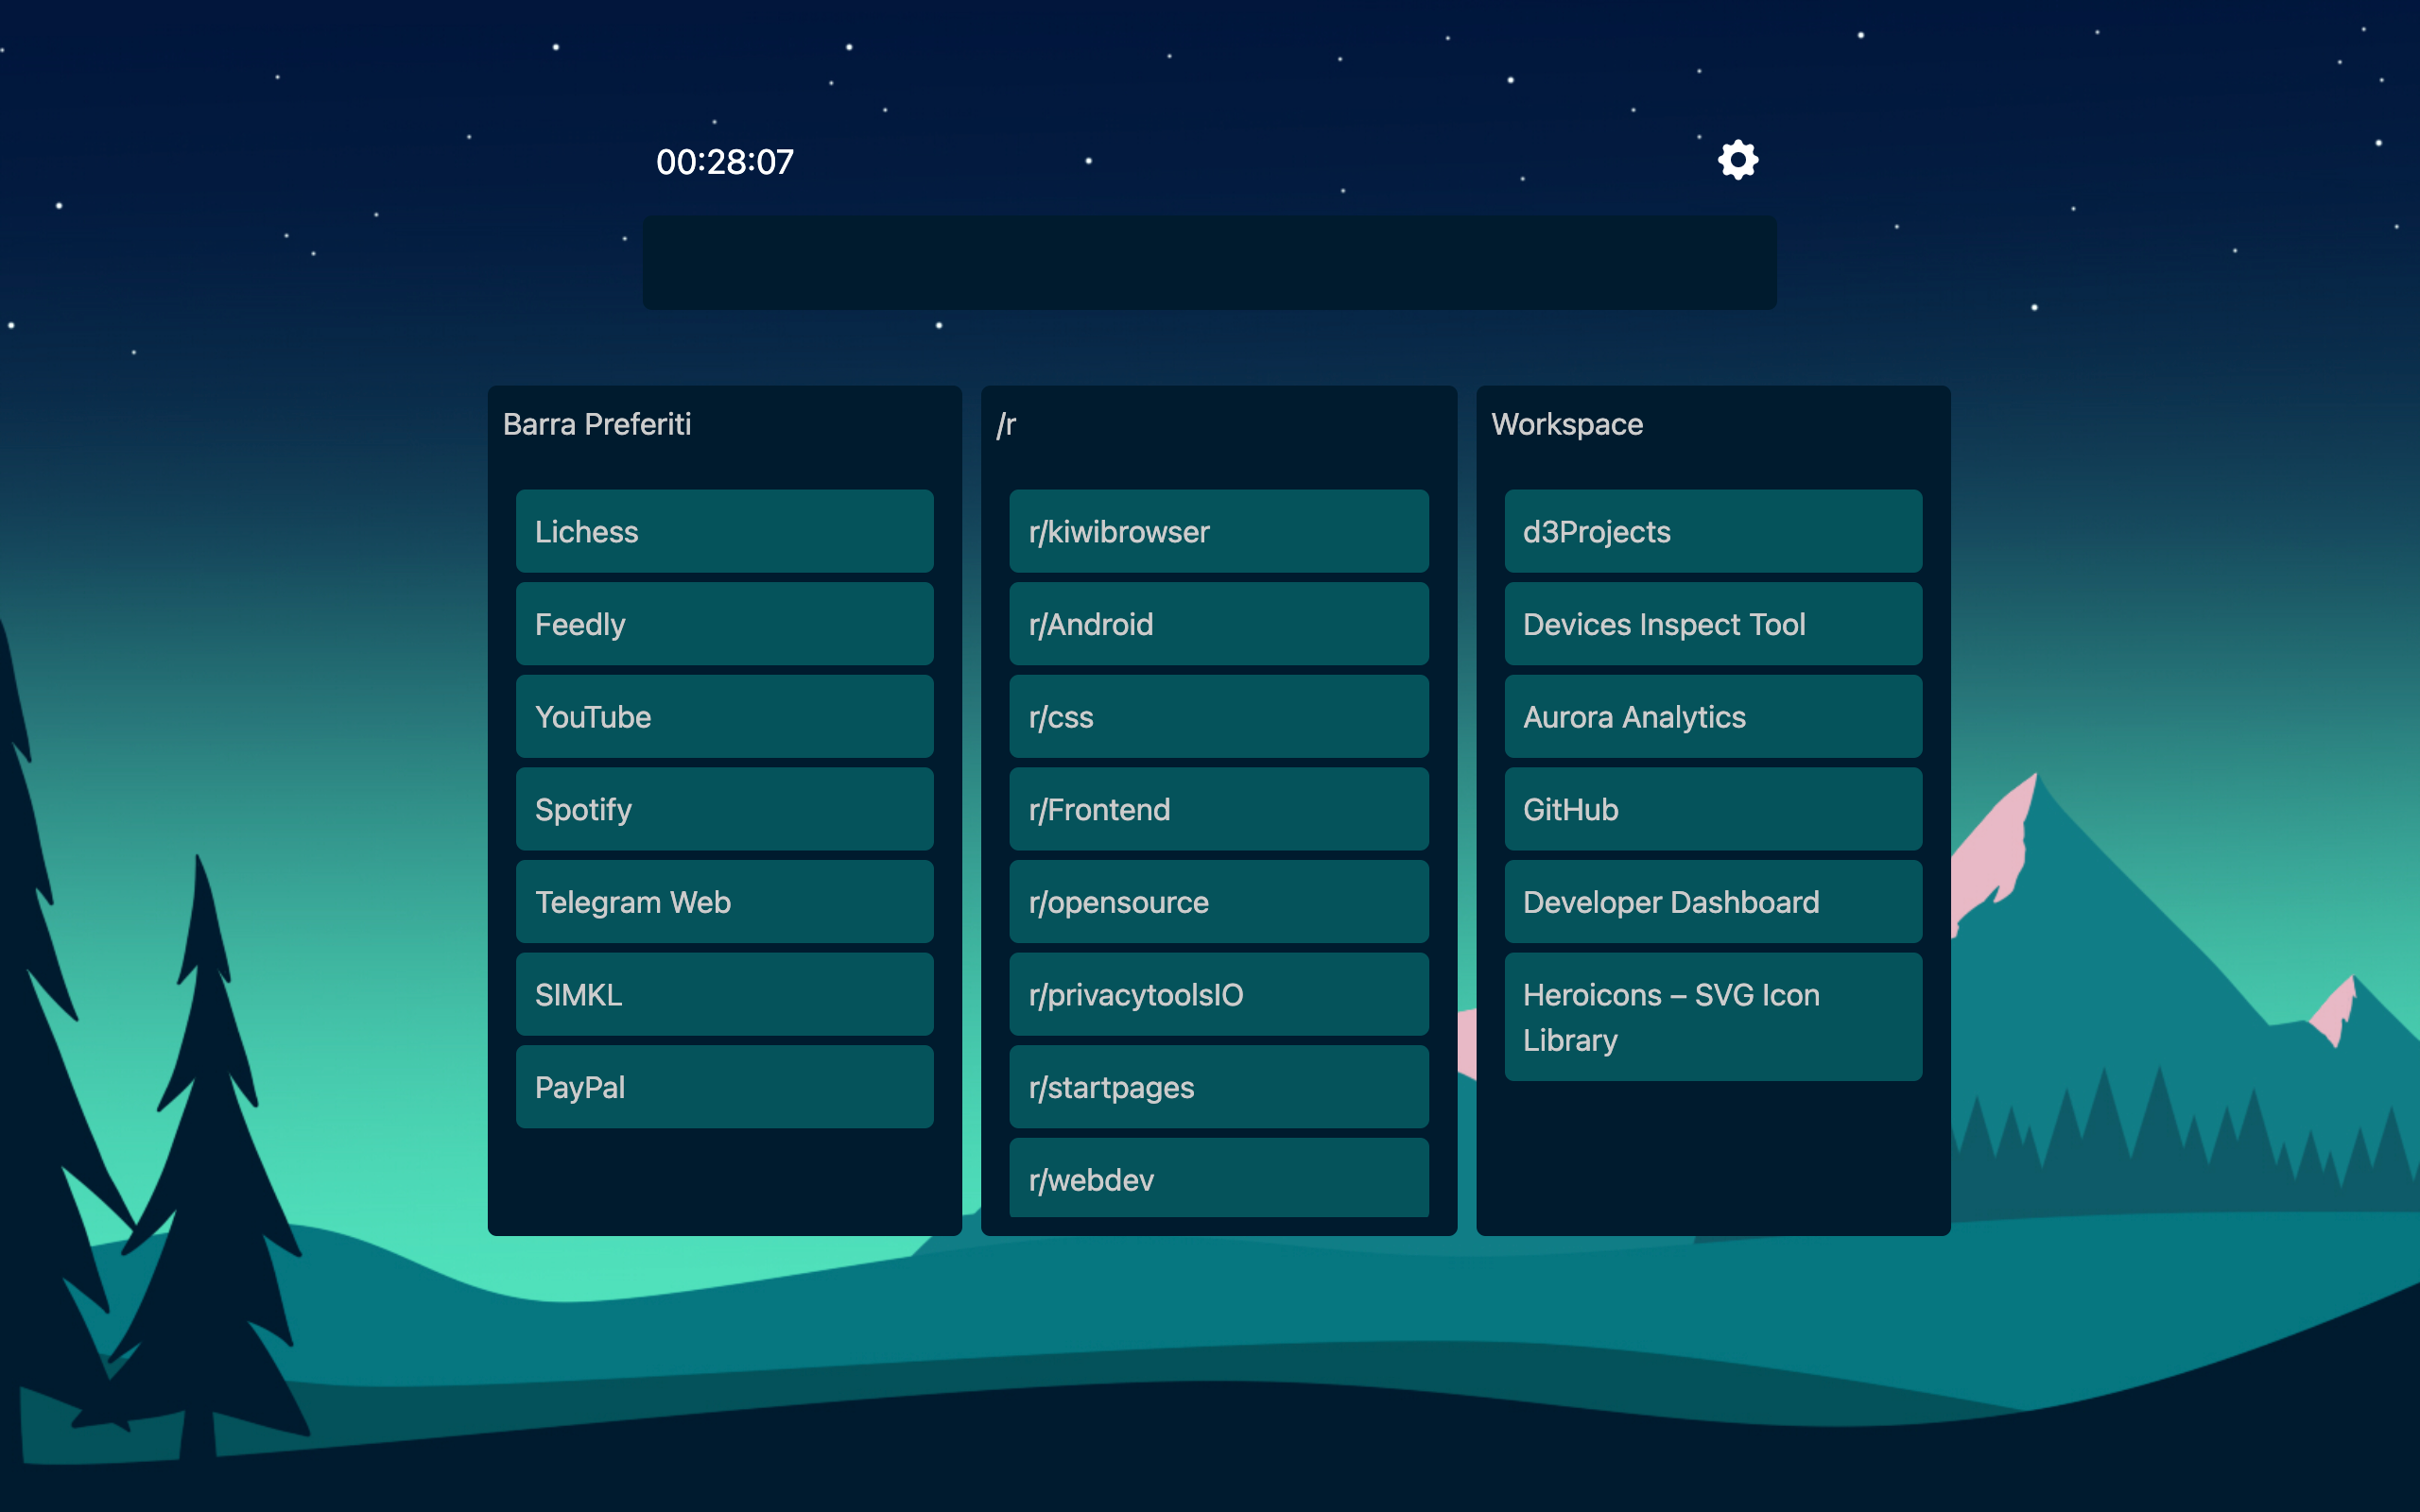 00:28:07
Barra Preferiti
Lichess
Feedly
YouTube
Spotify
Telegram Web
SIMKL
PayPal
/r
r/kiwibrowser
r/Android
r/css
r/Frontend
r/opensource
r/privacytoolsIO
r/startpages
r/webdev
Workspace
d3Projects
Devices Inspect Tool
Aurora Analytics
GitHub
Developer Dashboard
Heroicons – SVG Icon
Library